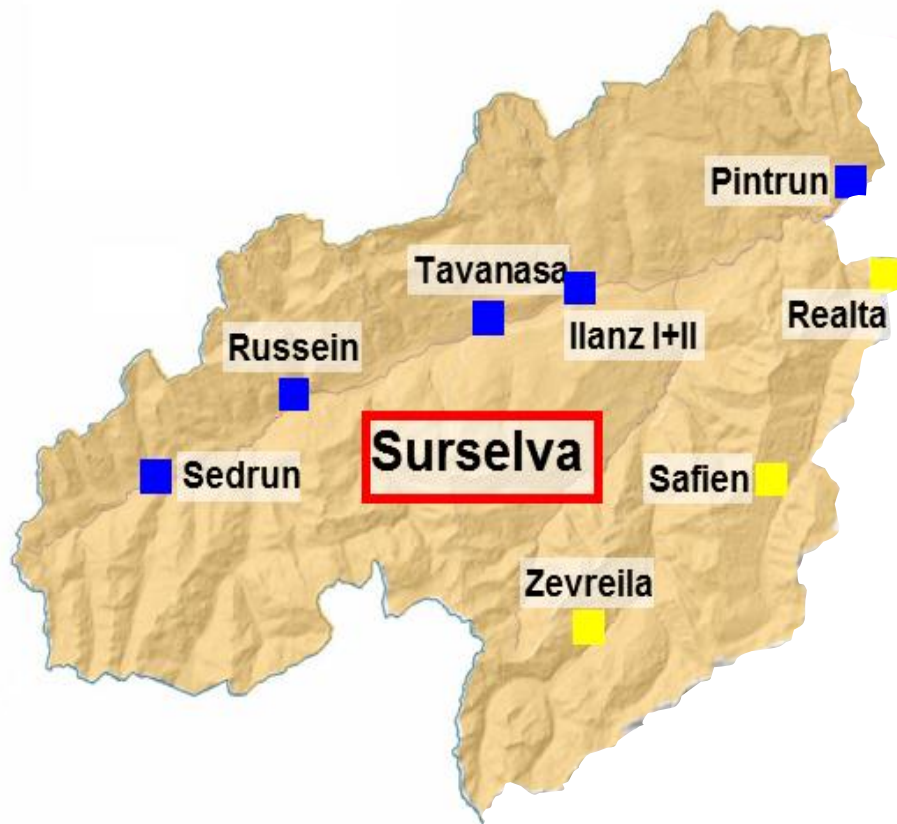 Pintrun
Tavanasa
Realta
Ilanz I+II
Russein
Surselva
Sedrun
Safien
Zevreila